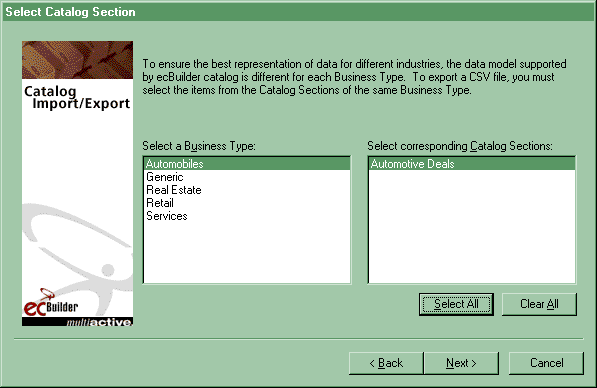 Select Catalog Section
To ensure the best representation of data for different industries, the data model supported
by ecBuilder catalog is different for each Business Type. To export a CSV file, you must
select the items from the Catalog Sections of the same Business Type.
Catalog
Import/Export
Select a Business Type:
Select corresponding Catalog Sections:
Automobiles
Generic
Real Estate
Retail
Services
Automotive Deals
ecBuilder
multiactive
Select All
Clear All
< Back
Next >
Cancel